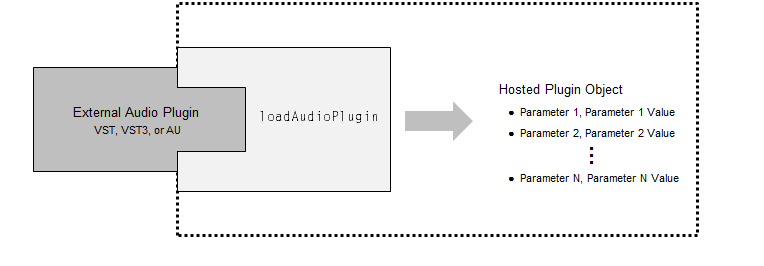 External Audio Plugin
VST, VST3, or AU
loadAudioPlugin
Hosted Plugin Object
• Parameter 1, Parameter 1 Value
• Parameter 2, Parameter 2 Value
• Parameter N, Parameter N Value